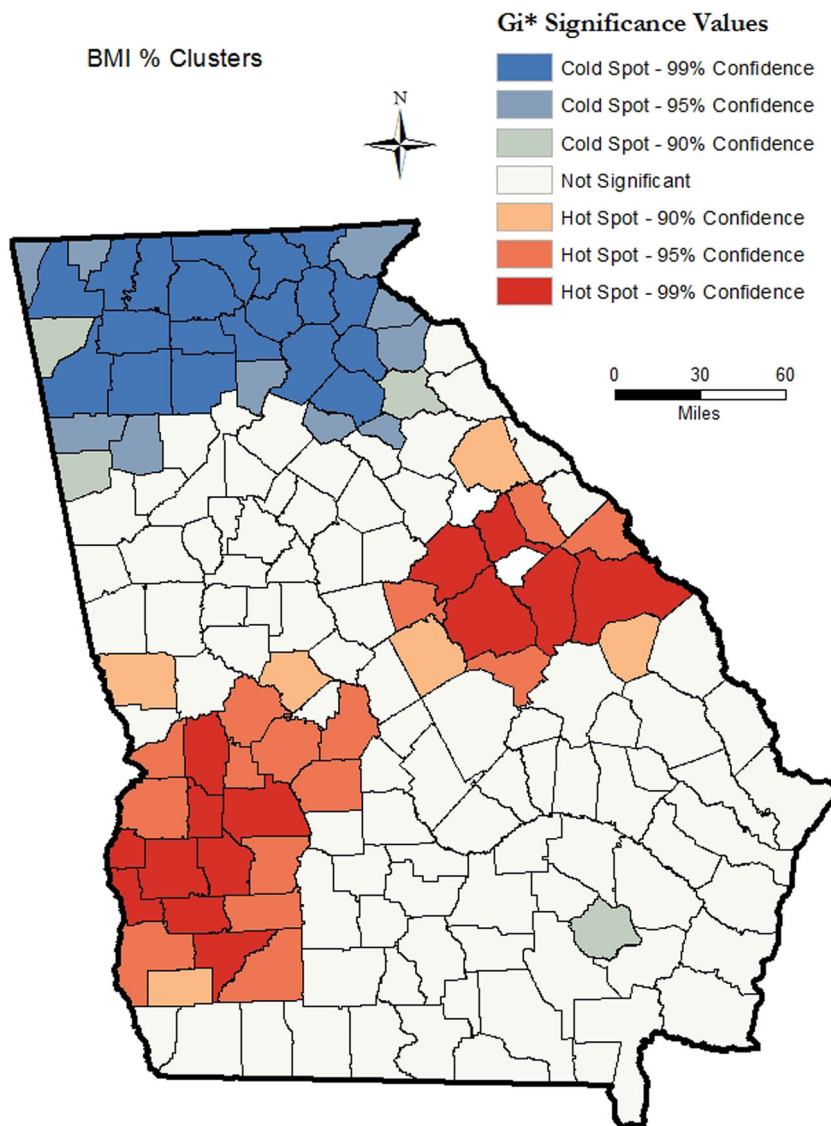 Gi* Significance Values
BMI % Clusters
Cold Spot - 99% Confidence
Cold Spot - 95% Confidence
N
Cold Spot - 90% Confidence
Not Significant
Hot Spot - 90% Confidence
Hot Spot - 95% Confidence
Hot Spot - 99% Confidence
0 30 60
Miles